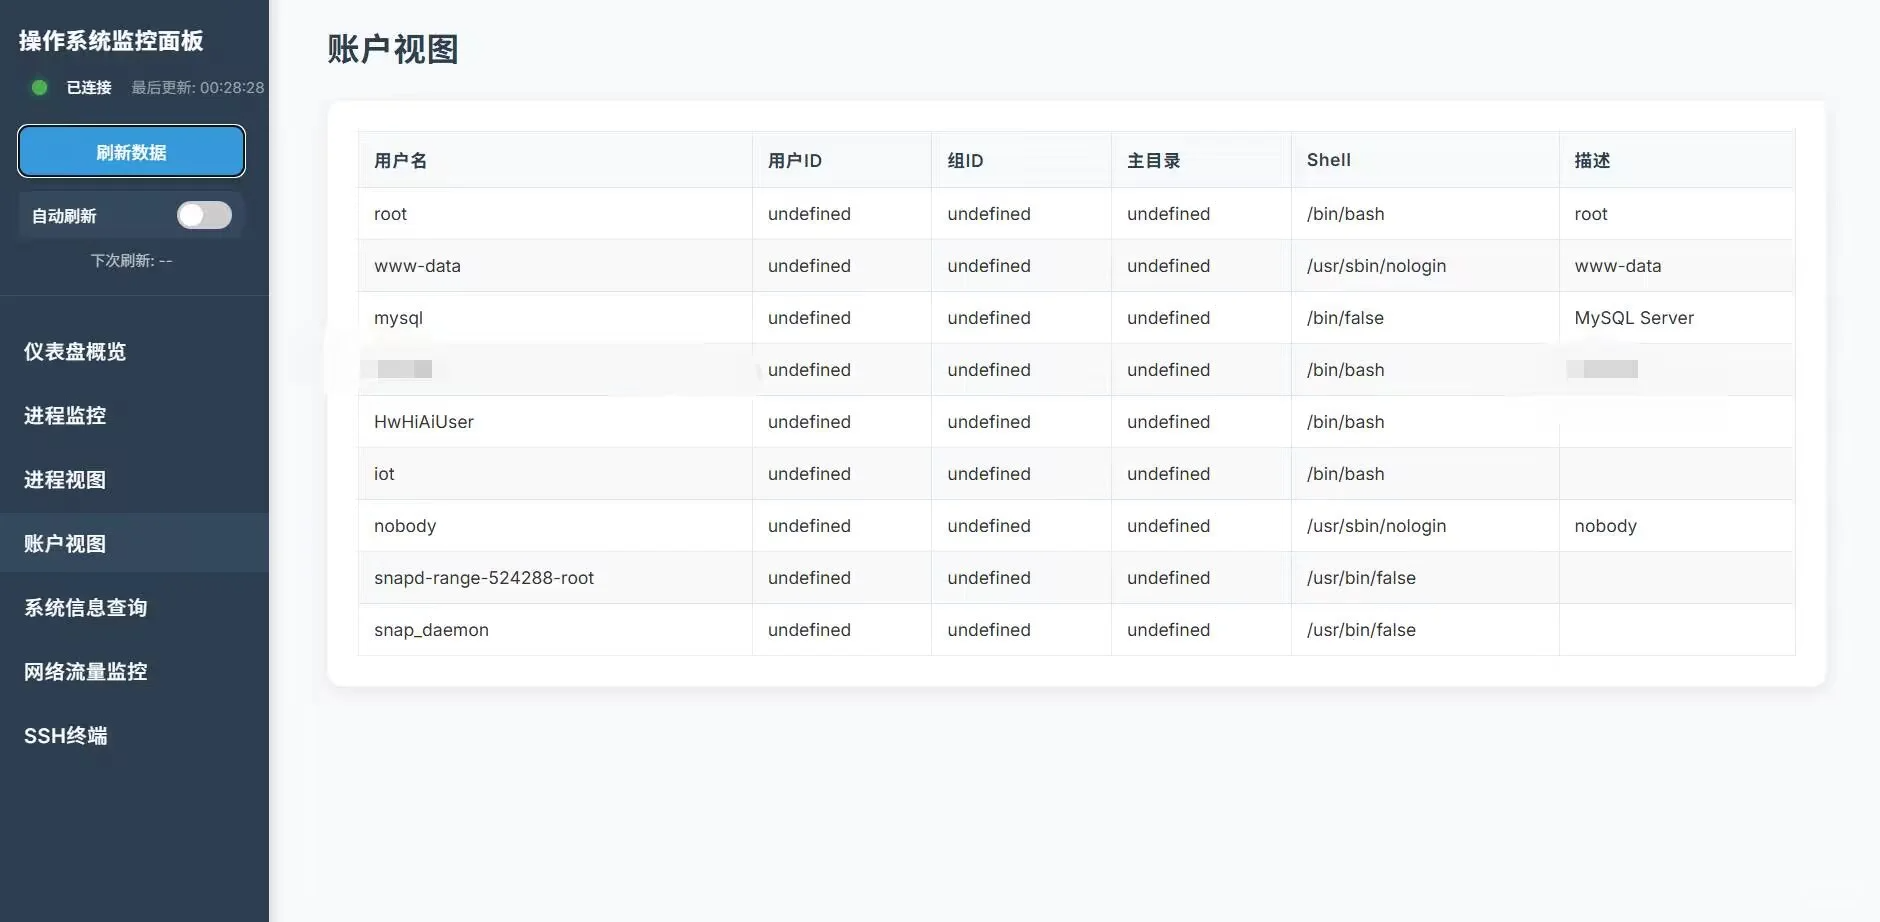 操作系统监控面板
已连接 最后更新: 00:28:28
刷新数据
自动刷新
下次刷新: --
仪表盘概览
进程监控
进程视图
账户视图
系统信息查询
网络流量监控
SSH终端
账户视图
用户名 用户ID 组ID 主目录 Shell 描述
root undefined undefined undefined /bin/bash root
www-data undefined undefined undefined /usr/sbin/nologin www-data
mysql undefined undefined undefined /bin/false MySQL Server
undefined undefined undefined /bin/bash
HwHiAiUser undefined undefined undefined /bin/bash
iot undefined undefined undefined /bin/bash
nobody undefined undefined undefined /usr/sbin/nologin nobody
snapd-range-524288-root undefined undefined undefined /usr/bin/false
snap_daemon undefined undefined undefined /usr/bin/false